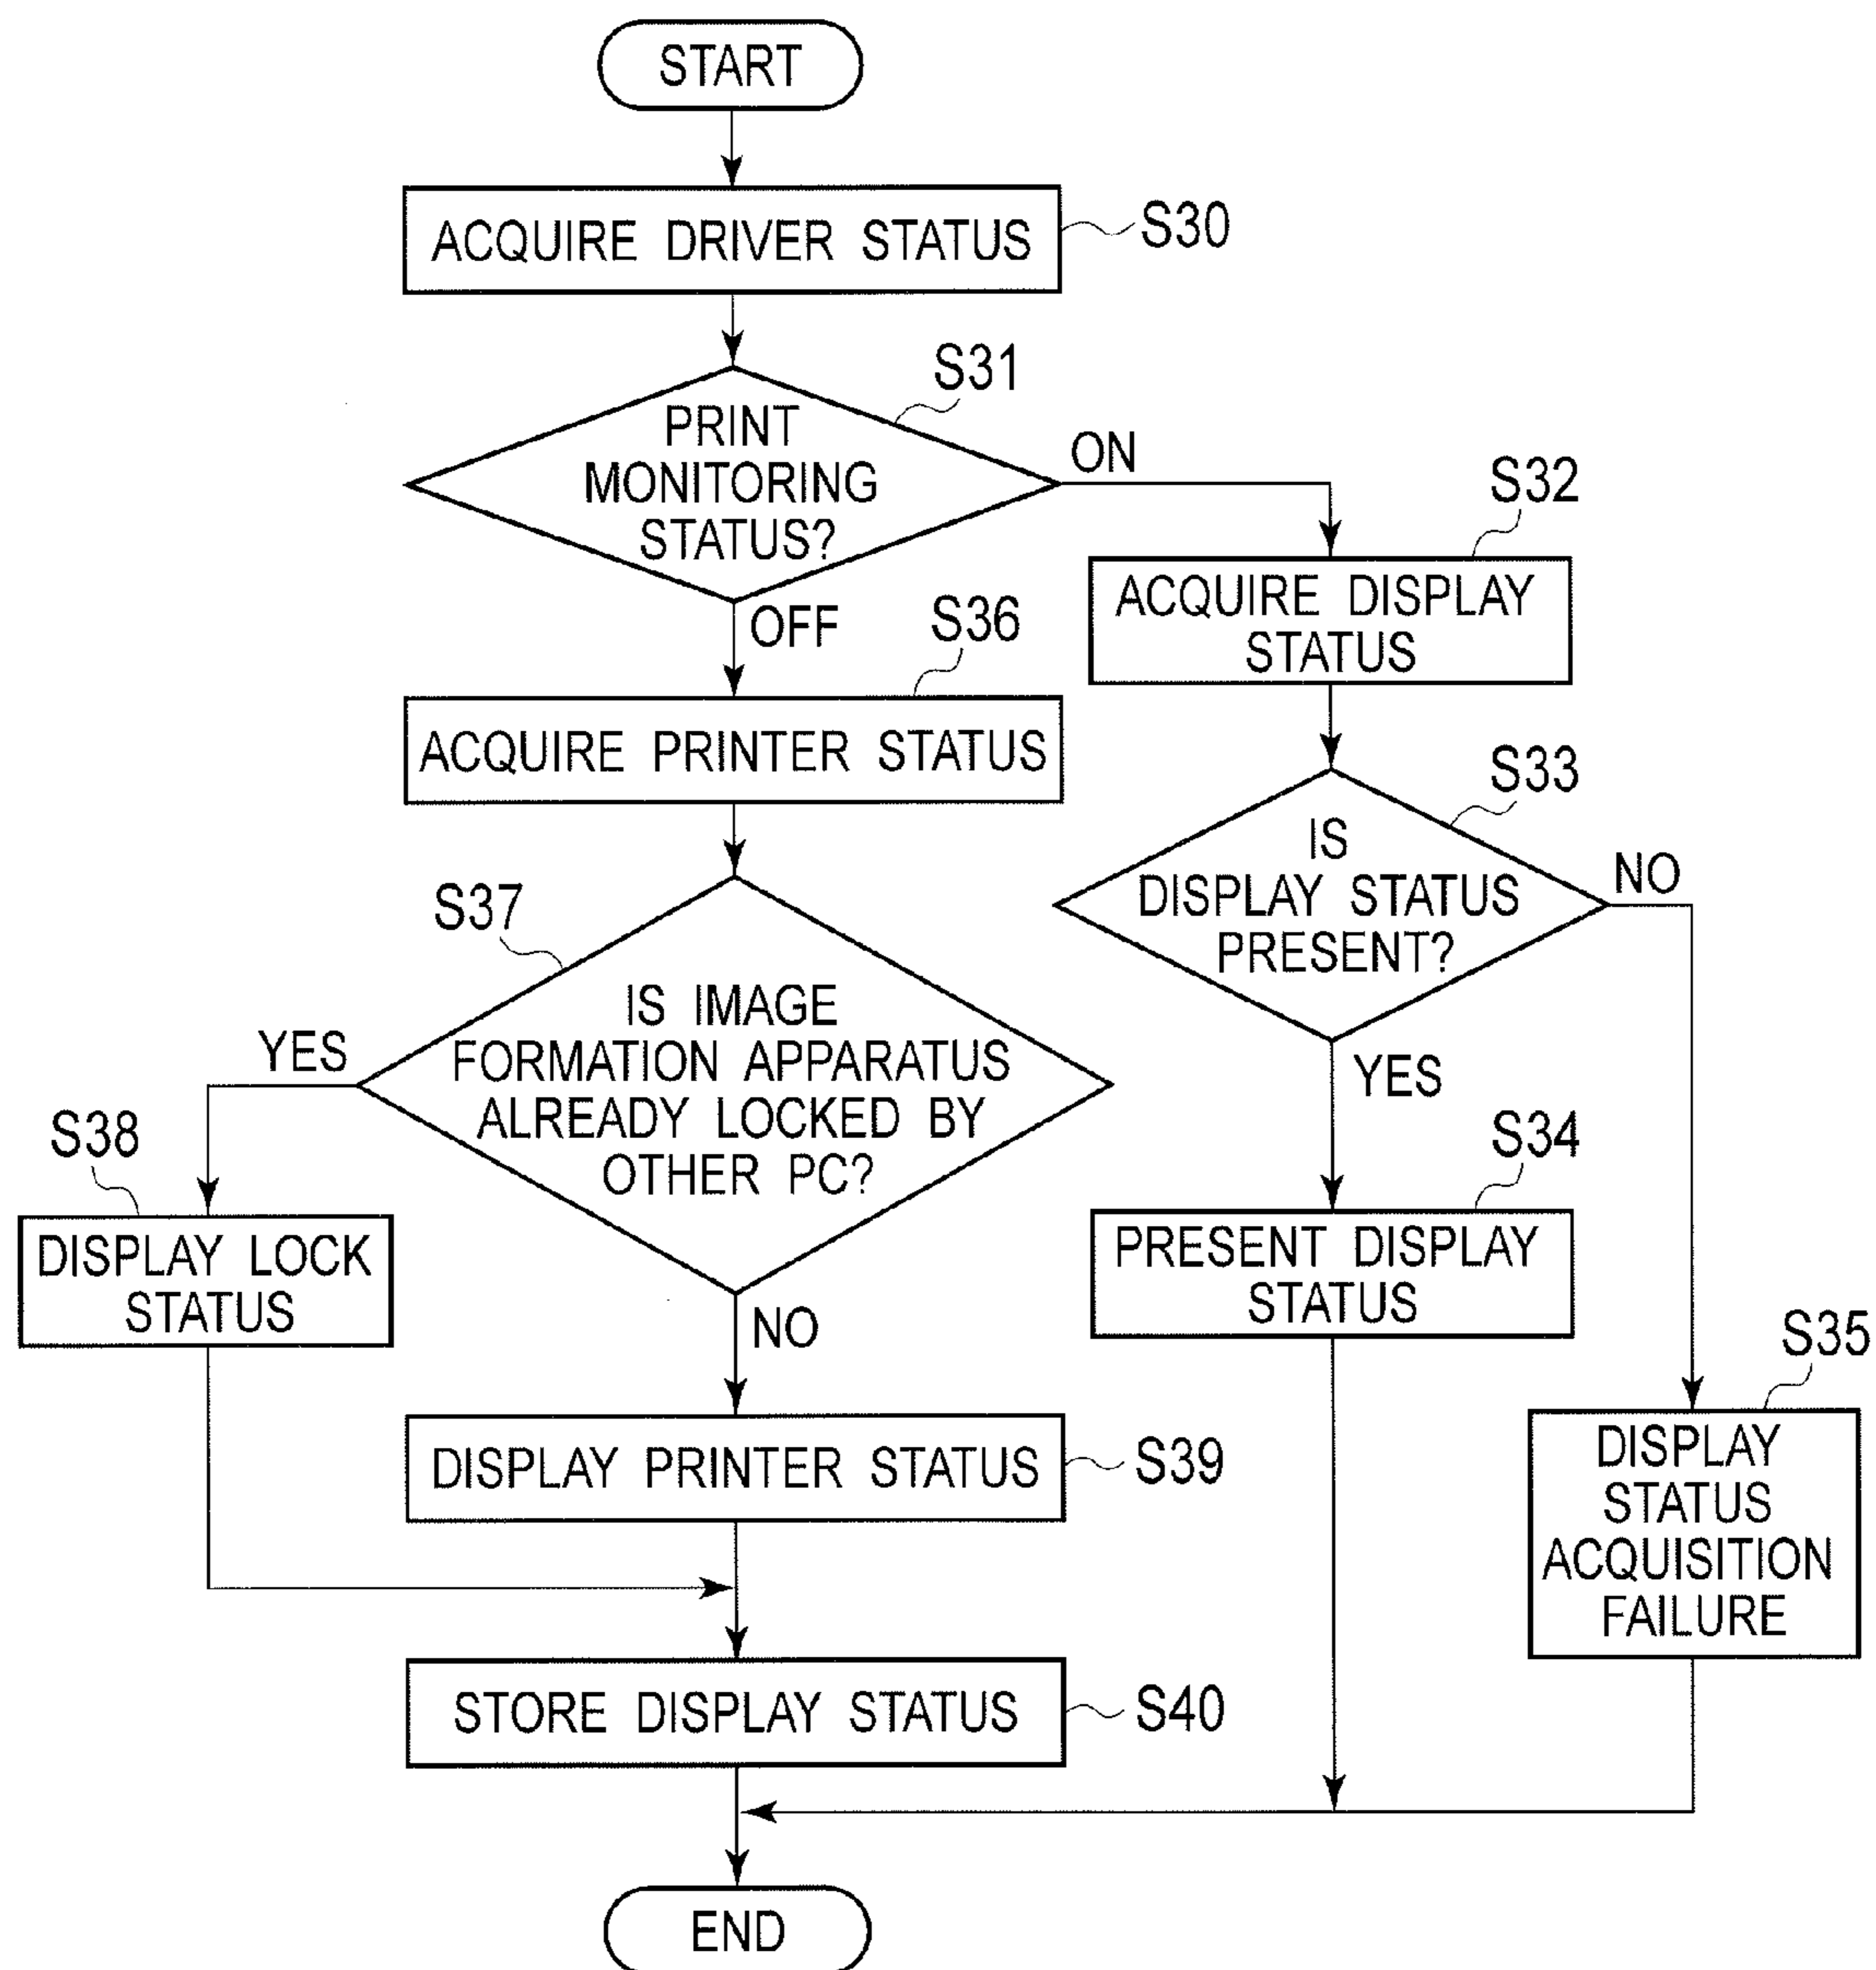 START
ACQUIRE DRIVER STATUS
S30
S31
PRINT
MONITORING
STATUS?
ON
OFF
S32
ACQUIRE DISPLAY
STATUS
S36
ACQUIRE PRINTER STATUS
S33
IS
DISPLAY STATUS
PRESENT?
NO
YES
S37
IS IMAGE
FORMATION APPARATUS
ALREADY LOCKED BY
OTHER PC?
YES
NO
S38
DISPLAY LOCK
STATUS
S34
PRESENT DISPLAY
STATUS
S35
DISPLAY
STATUS
ACQUISITION
FAILURE
DISPLAY PRINTER STATUS
S39
STORE DISPLAY STATUS
S40
END